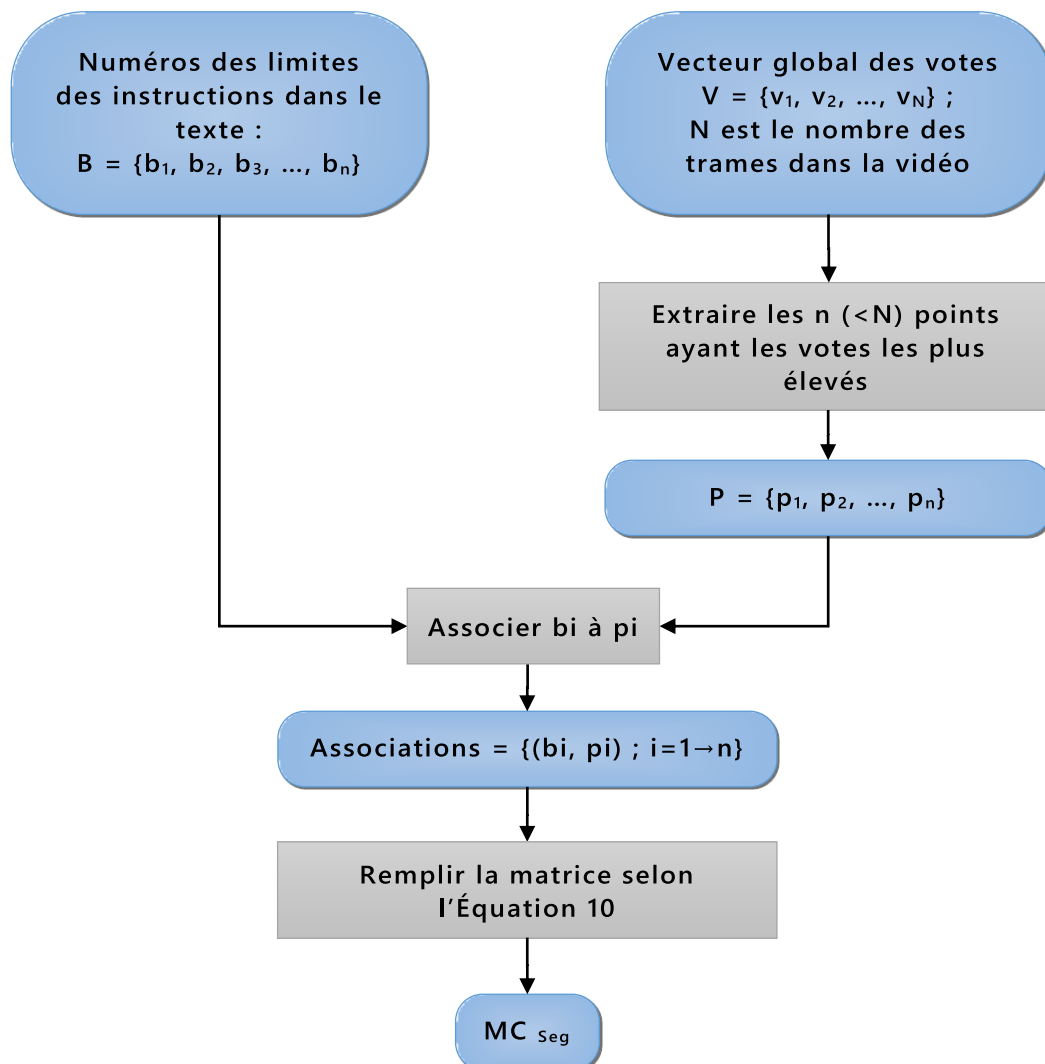 Numéros des limites
des instructions dans le
texte :
B = {b₁, b₂, b₃, ..., bₙ}
Vecteur global des votes
V = {v₁, v₂, ..., v_N} ;
N est le nombre des
trames dans la vidéo
Extraire les n (<N) points
ayant les votes les plus
élevés
P = {p₁, p₂, ..., pₙ}
Associer bi à pi
Associations = {(bi, pi) ; i=1→n}
Remplir la matrice selon
l'Équation 10
MC Seg